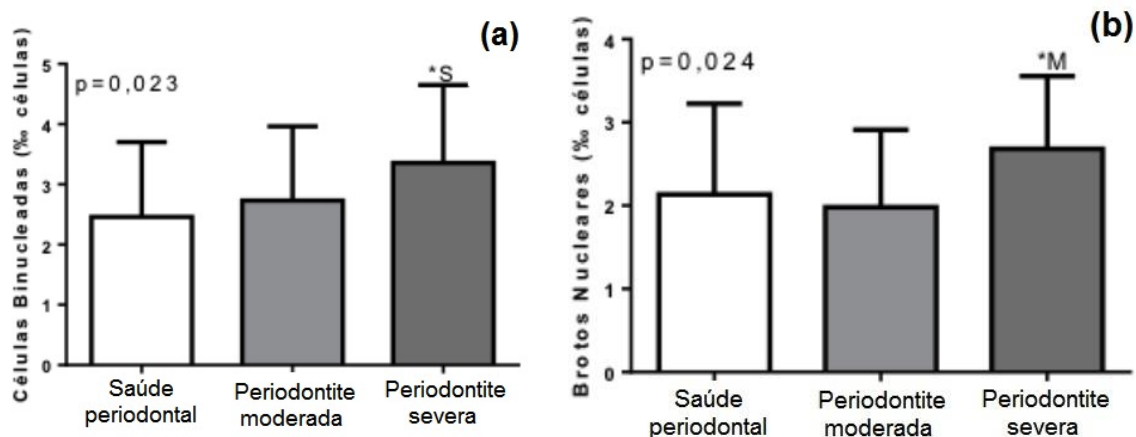 (a)
Células Binucleadas (‰ células)
5
4
3
2
1
0
p=0,023
*S
Saúde
periodontal
Periodontite
moderada
Periodontite
severa
(b)
Brotos Nucleares (‰ células)
4
3
2
1
0
p=0,024
*M
Saúde
periodontal
Periodontite
moderada
Periodontite
severa